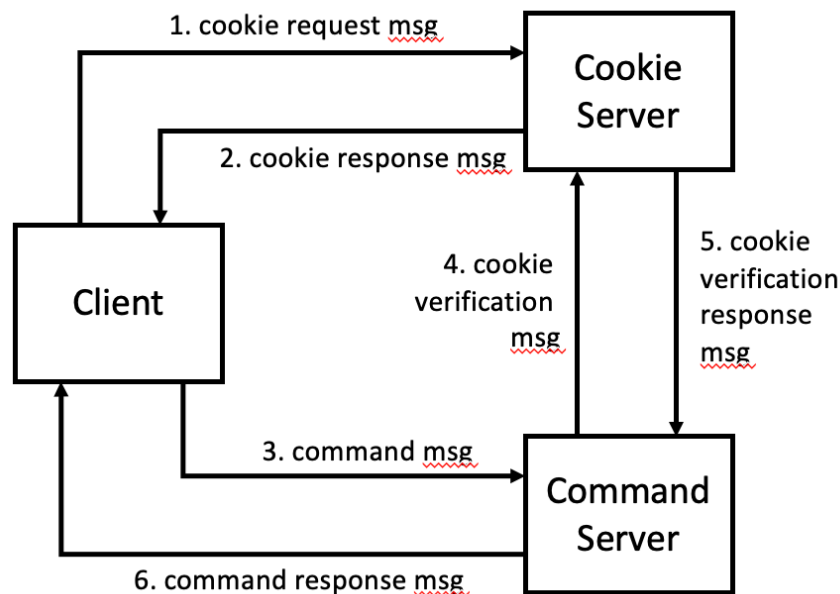 1. cookie request msg
Cookie
Server
2. cookie response msg
Client
4. cookie
verification
msg
5. cookie
verification
response
msg
3. command msg
Command
Server
6. command response msg